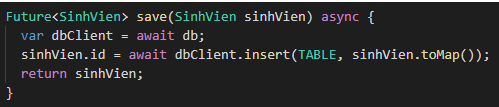 Future<SinhVien> save(SinhVien sinhVien) async {
  var dbClient = await db;
  sinhVien.id = await dbClient.insert(TABLE, sinhVien.toMap());
  return sinhVien;
}